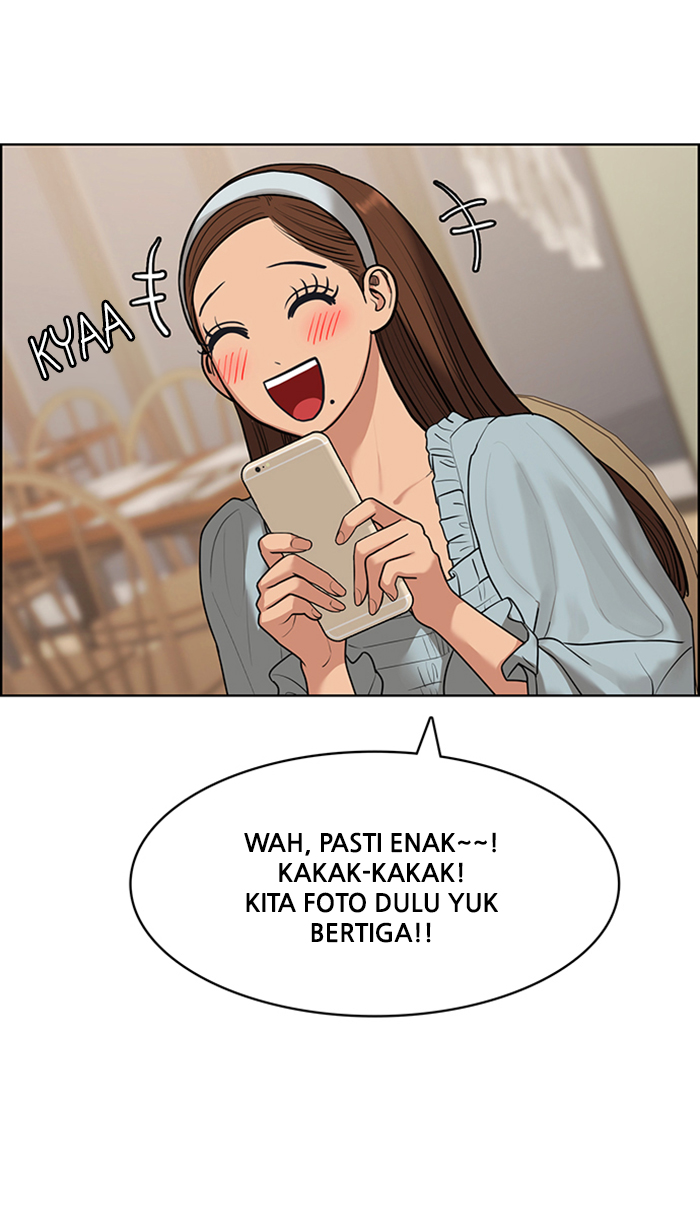 KYAA
WAH, PASTI ENAK~~!
KAKAK-KAKAK!
KITA FOTO DULU YUK
BERTIGA!!